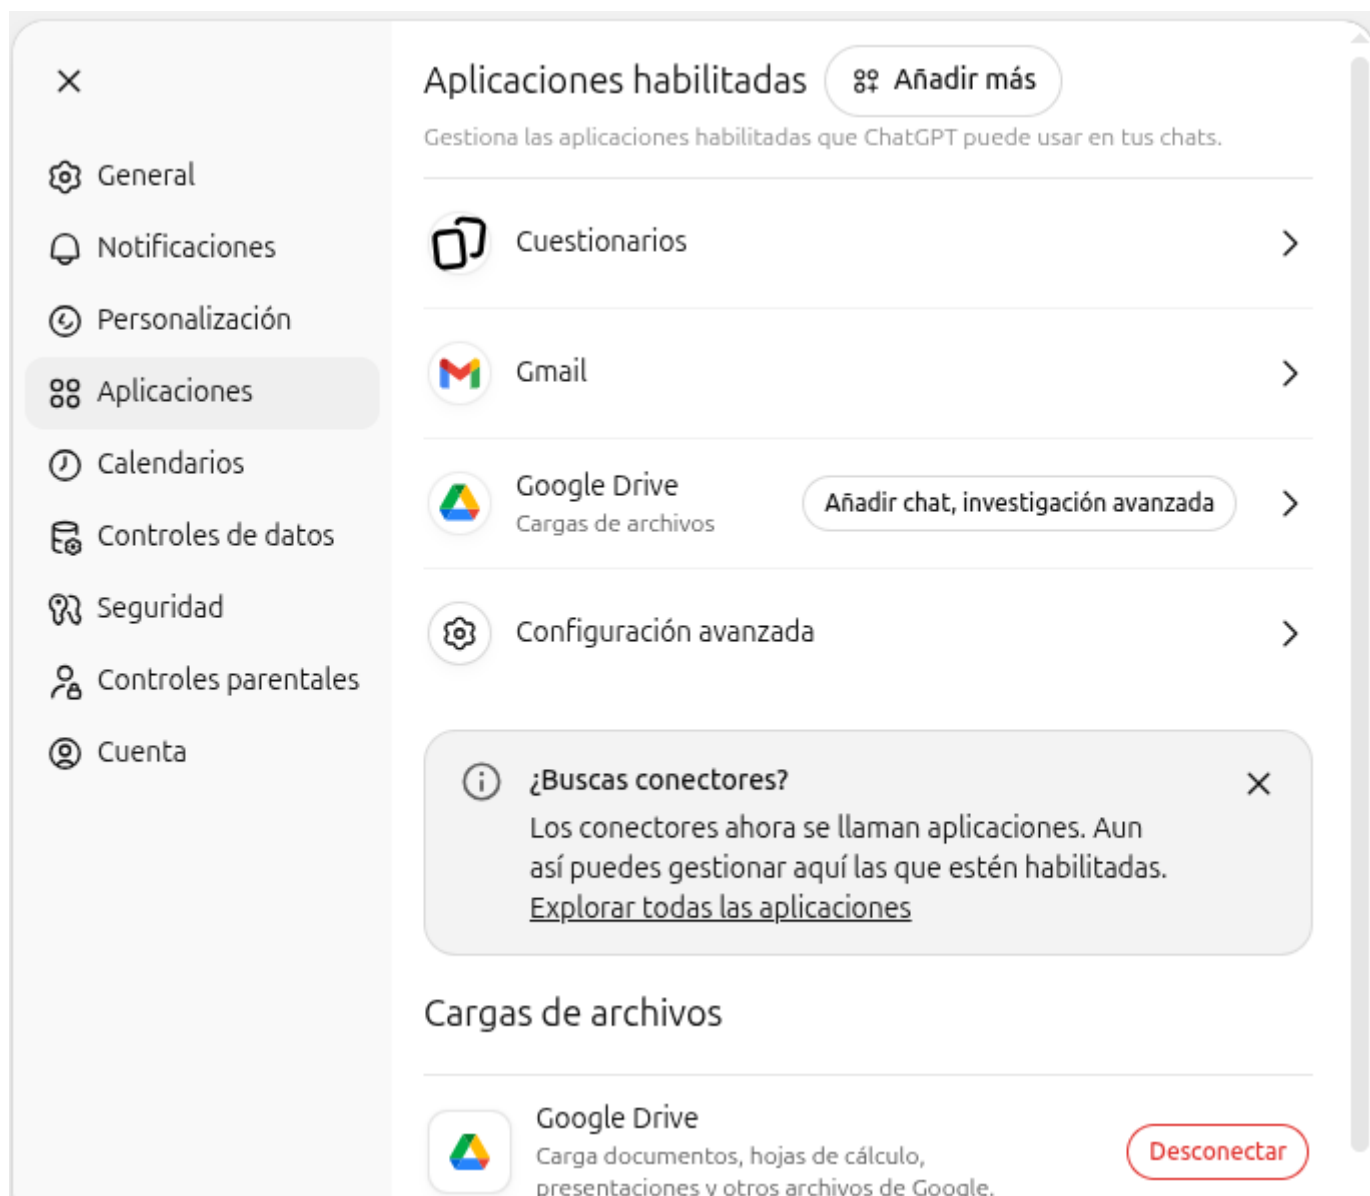 Aplicaciones habilitadas
Añadir más
Gestiona las aplicaciones habilitadas que ChatGPT puede usar en tus chats.
General
Notificaciones
Personalización
Aplicaciones
Calendarios
Controles de datos
Seguridad
Controles parentales
Cuenta
Cuestionarios
Gmail
Google Drive
Cargas de archivos
Añadir chat, investigación avanzada
Configuración avanzada
¿Buscas conectores?
Los conectores ahora se llaman aplicaciones. Aun
así puedes gestionar aquí las que estén habilitadas.
Explorar todas las aplicaciones
Cargas de archivos
Google Drive
Carga documentos, hojas de cálculo,
presentaciones y otros archivos de Google.
Desconectar